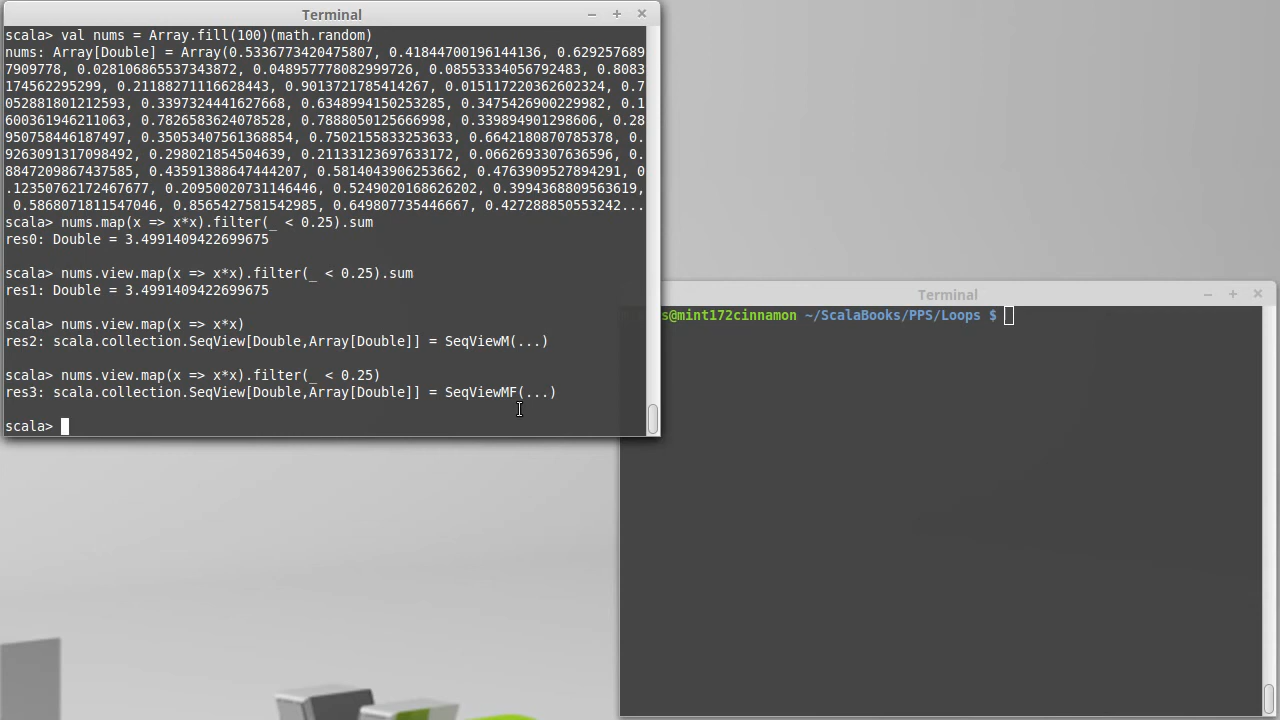 Terminal
scala> val nums = Array.fill(100)(math.random)
nums: Array[Double] = Array(0.5336773420475807, 0.41844700196144136, 0.629257689
7909778, 0.028106865537343872, 0.048957778082999726, 0.08553334056792483, 0.8083
174562295299, 0.21188271116628443, 0.9013721785414267, 0.015117220362602324, 0.7
052881801212593, 0.3397324441627668, 0.6348994150253285, 0.3475426900229982, 0.1
600361946211063, 0.7826583624078528, 0.7888050125666998, 0.339894901298606, 0.28
950758446187497, 0.35053407561368854, 0.7502155833253633, 0.6642180870785378, 0.
9263091317098492, 0.298021854504639, 0.21133123697633172, 0.0662693307636596, 0.
8847209867437585, 0.43591388647444207, 0.5814043906253662, 0.4763909527894291, 0
.12350762172467677, 0.20950020731146446, 0.5249020168626202, 0.3994368809563619,
0.5868071811547046, 0.8565427581542985, 0.649807735446667, 0.427288850553242...
scala> nums.map(x => x*x).filter(_ < 0.25).sum
res0: Double = 3.4991409422699675
scala> nums.view.map(x => x*x).filter(_ < 0.25).sum
res1: Double = 3.4991409422699675
scala> nums.view.map(x => x*x)
res2: scala.collection.SeqView[Double,Array[Double]] = SeqViewM(...)
scala> nums.view.map(x => x*x).filter(_ < 0.25)
res3: scala.collection.SeqView[Double,Array[Double]] = SeqViewMF(...)
scala>
Terminal
s@mint172cinnamon ~/ScalaBooks/PPS/Loops $